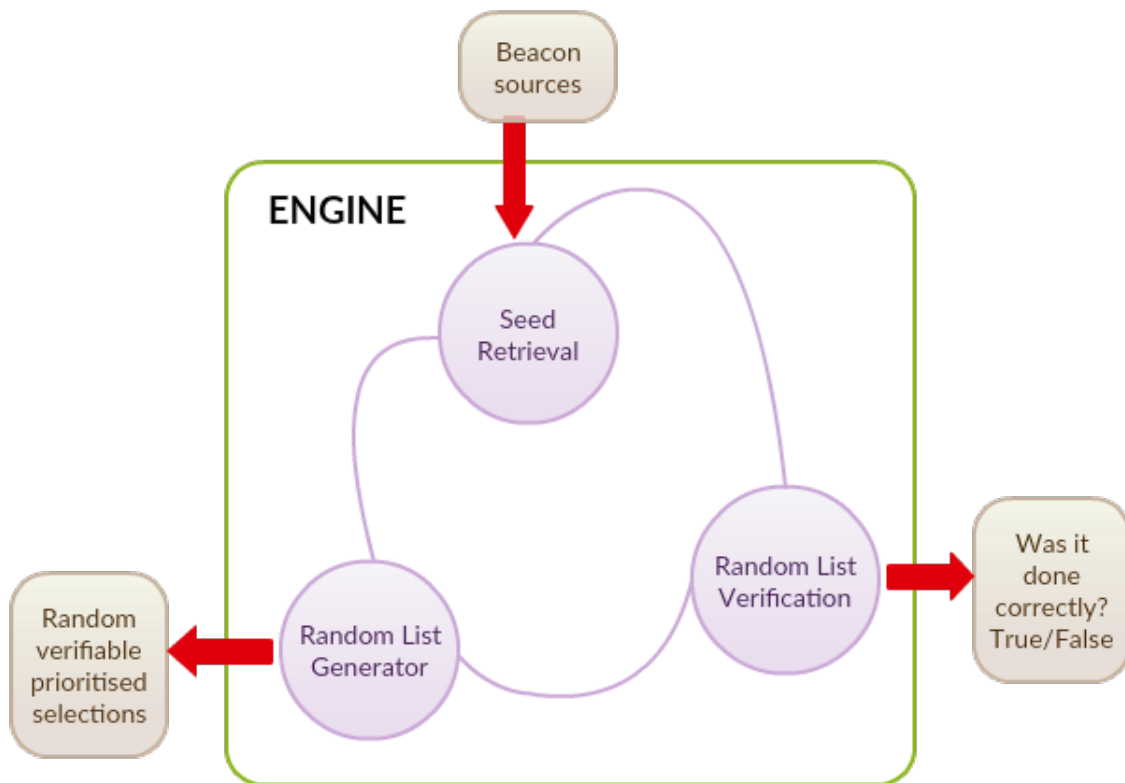 Beacon
sources
ENGINE
Seed
Retrieval
Random List
Verification
Was it
done
correctly?
True/False
Random List
Generator
Random
verifiable
prioritised
selections